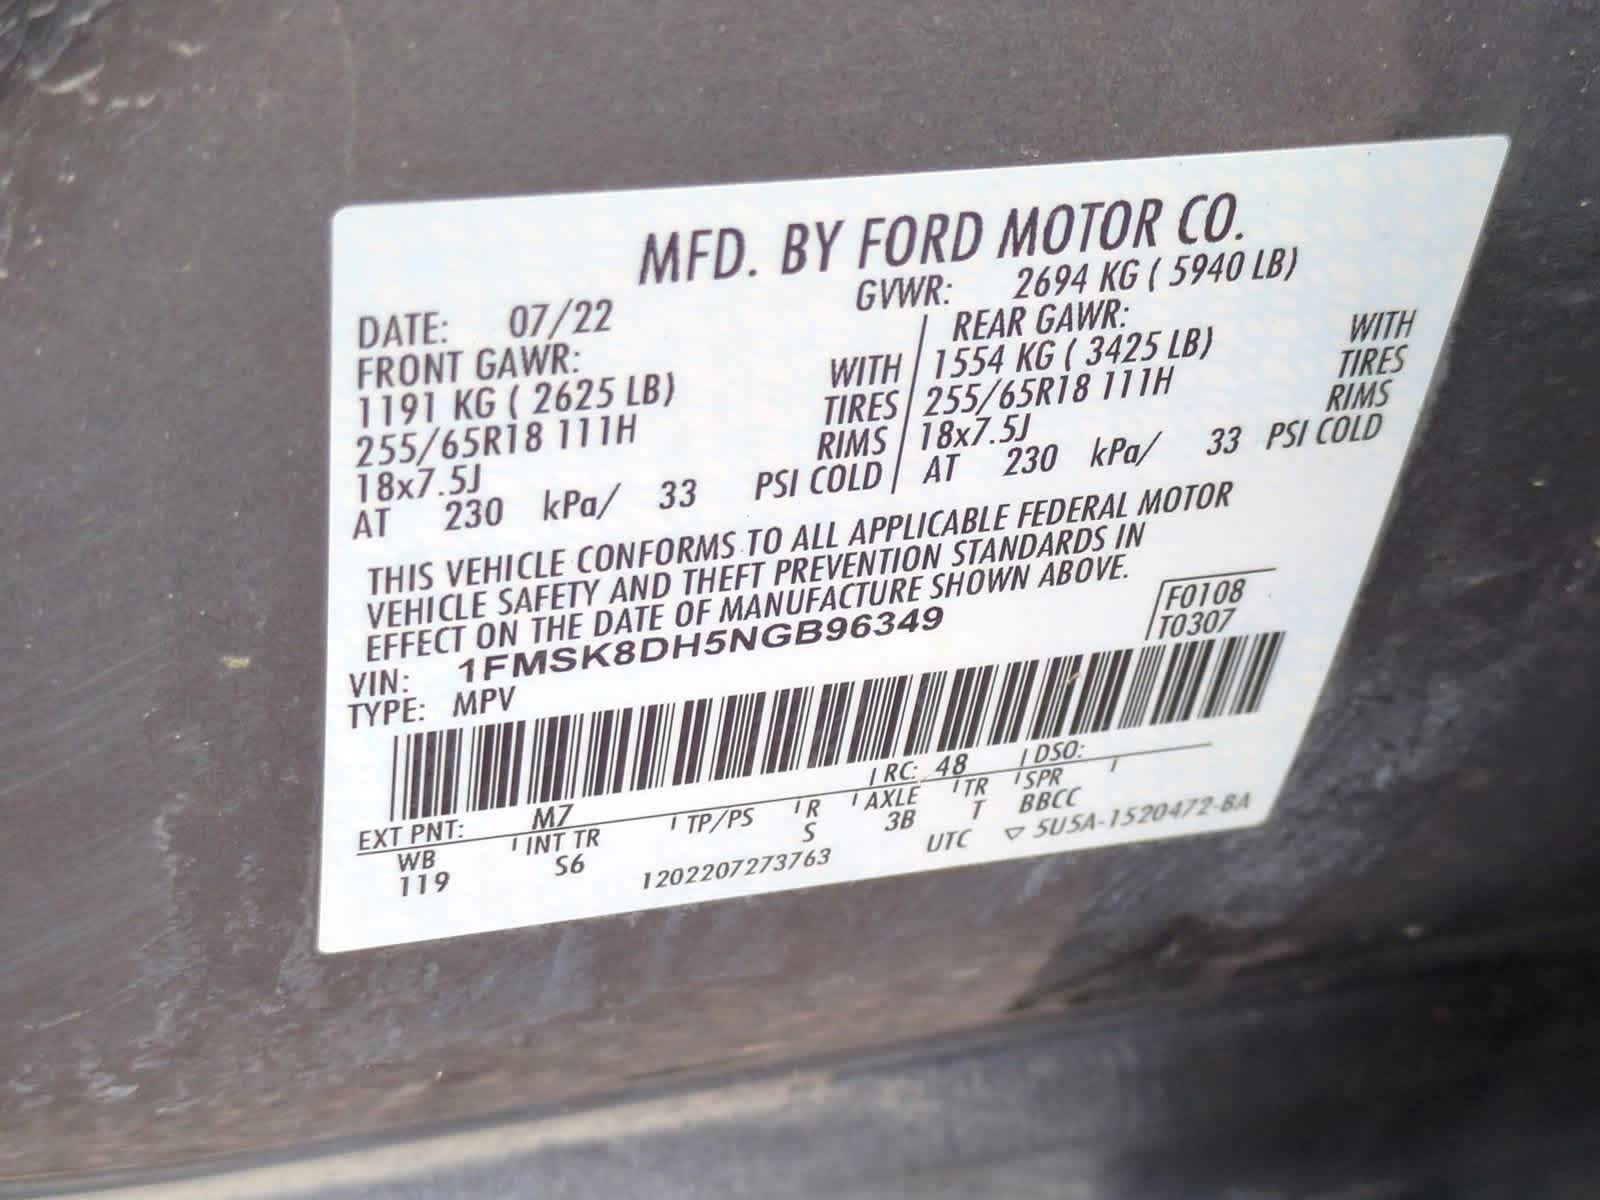 MFD. BY FORD MOTOR CO.
DATE: 07/22 GVWR: 2694 KG ( 5940 LB)
FRONT GAWR: REAR GAWR:
1191 KG ( 2625 LB) WITH 1554 KG ( 3425 LB) WITH
255/65R18 111H TIRES 255/65R18 111H TIRES
18x7.5J RIMS 18x7.5J RIMS
AT 230 kPa/ 33 PSI COLD AT 230 kPa/ 33 PSI COLD
THIS VEHICLE CONFORMS TO ALL APPLICABLE FEDERAL MOTOR
VEHICLE SAFETY AND THEFT PREVENTION STANDARDS IN
EFFECT ON THE DATE OF MANUFACTURE SHOWN ABOVE.
VIN: 1FMSK8DH5NGB96349 F0108
TYPE: MPV T0307
EXT PNT: M7 RC: 48 DSO:
WB INT TR TP/PS R AXLE TR SPR
119 S6 S 3B T BBCC
1202207273763 UTC ▽ 5U5A-1520472-BA